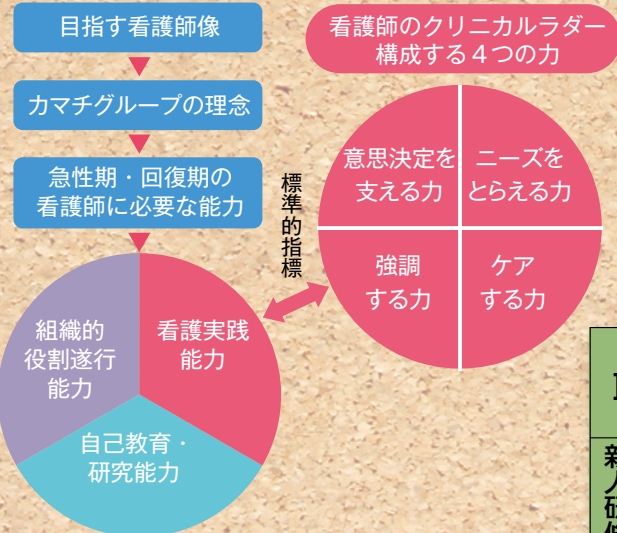 目指す看護師像
カマチグループの理念
急性期・回復期の
看護師に必要な能力
組織的
役割遂行
能力
看護実践
能力
自己教育・
研究能力
標準的指標
看護師のクリニカルラダー
構成する４つの力
意思決定を
支える力
ニーズを
とらえる力
強調
する力
ケア
する力
新人研